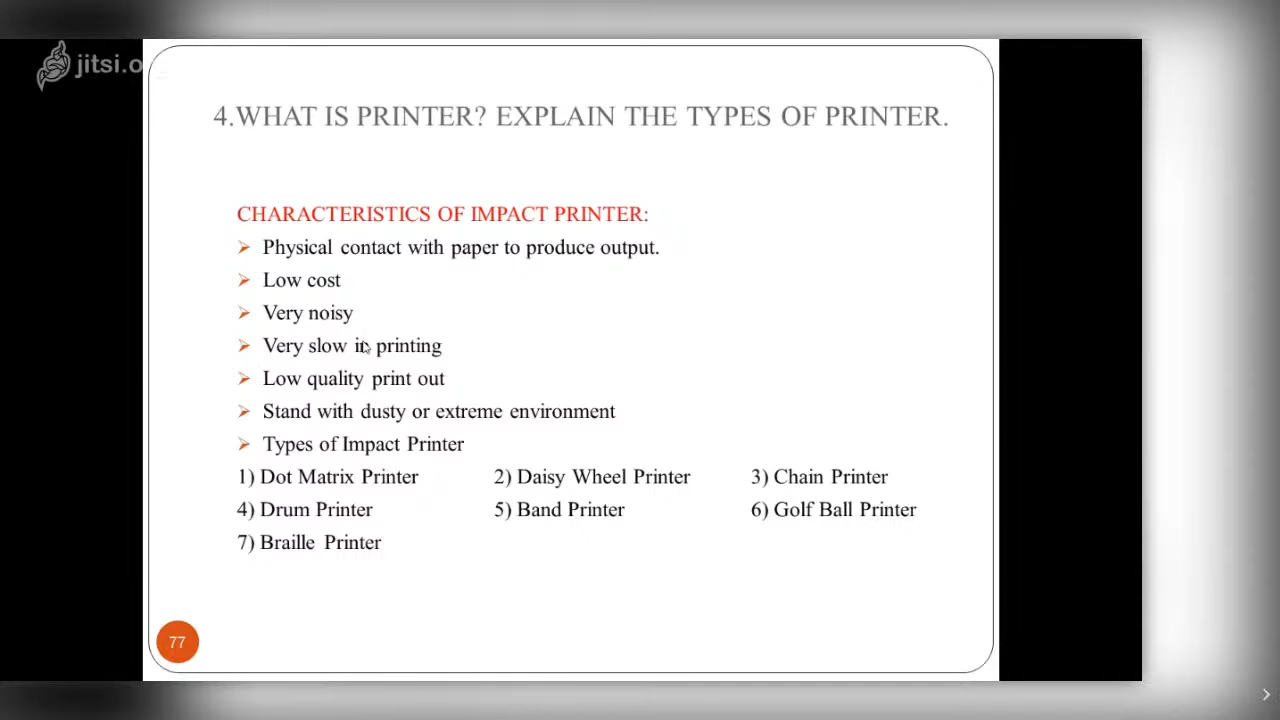 jitsi.o
4.WHAT IS PRINTER? EXPLAIN THE TYPES OF PRINTER.
CHARACTERISTICS OF IMPACT PRINTER:
Physical contact with paper to produce output.
Low cost
Very noisy
Very slow in printing
Low quality print out
Stand with dusty or extreme environment
Types of Impact Printer
1) Dot Matrix Printer 2) Daisy Wheel Printer 3) Chain Printer
4) Drum Printer 5) Band Printer 6) Golf Ball Printer
7) Braille Printer
77